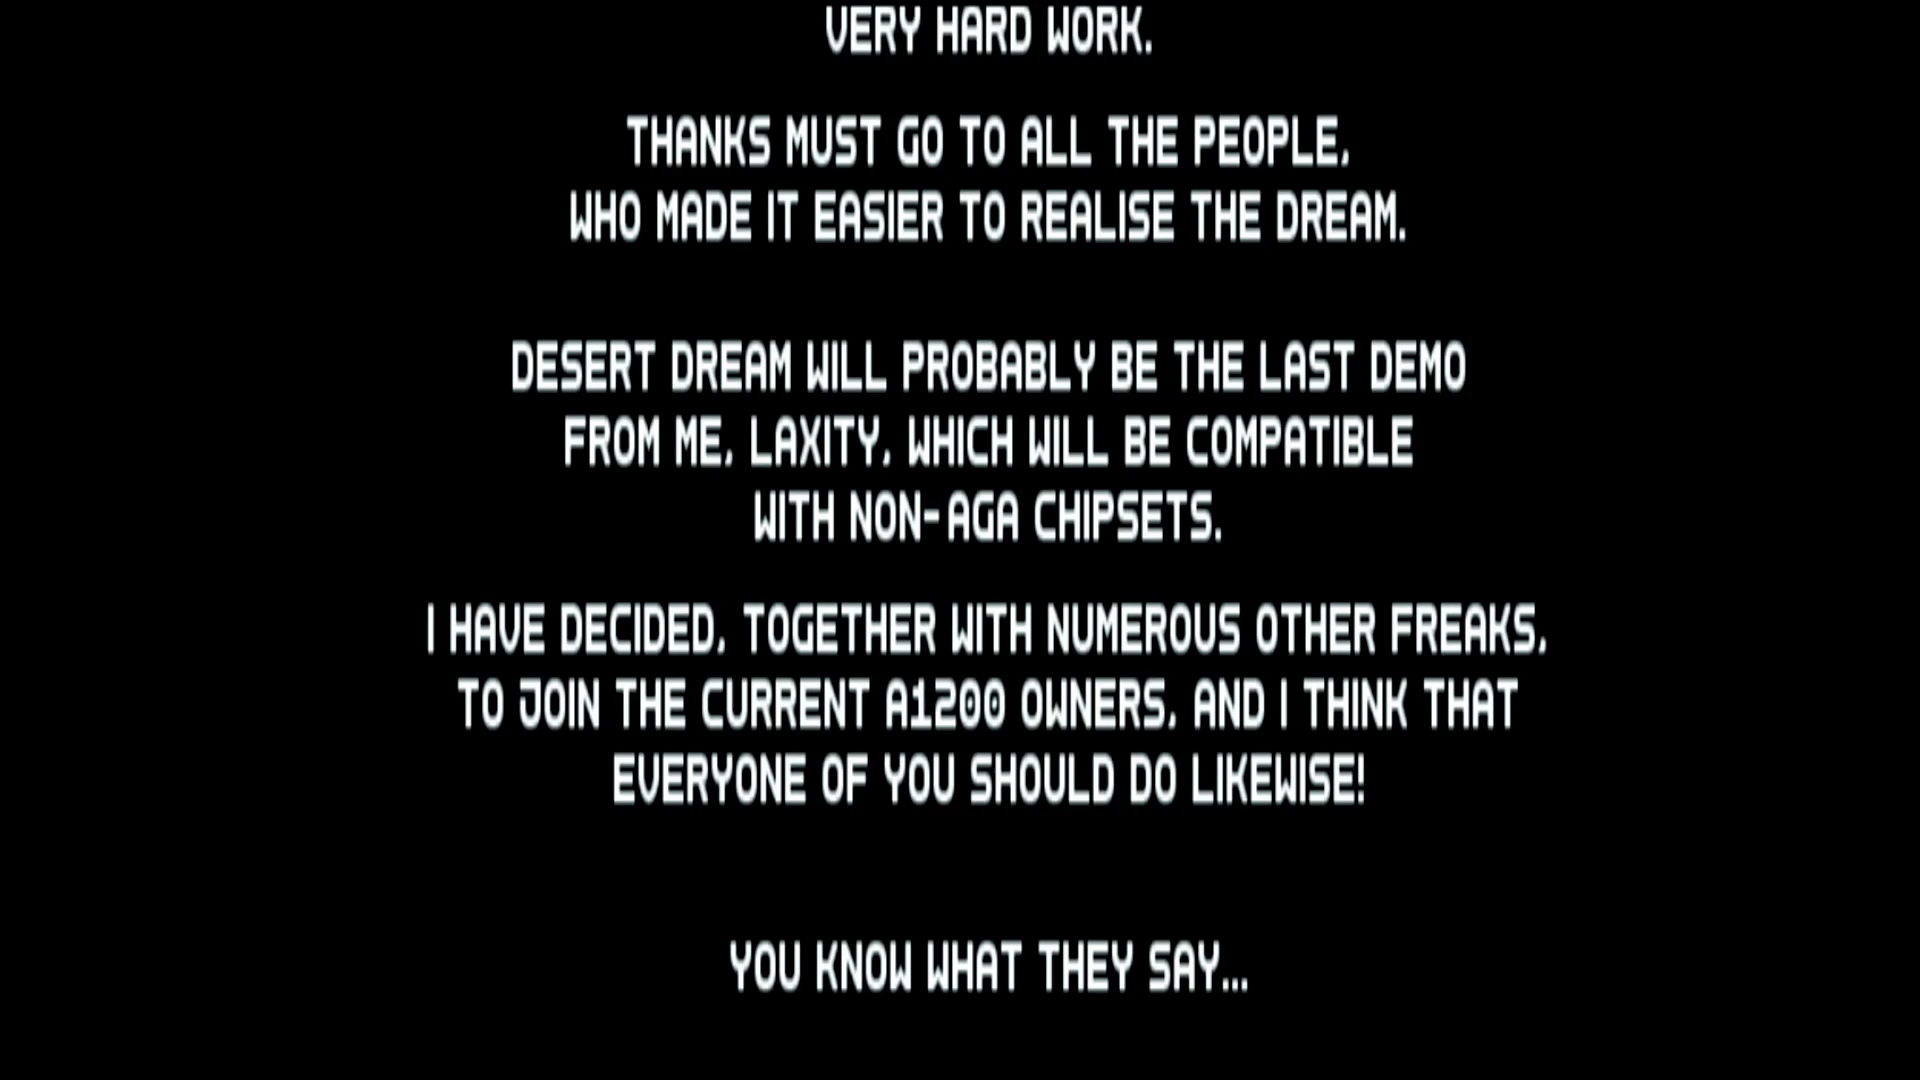 VERY HARD WORK.
THANKS MUST GO TO ALL THE PEOPLE,
WHO MADE IT EASIER TO REALISE THE DREAM.
DESERT DREAM WILL PROBABLY BE THE LAST DEMO
FROM ME, LAXITY, WHICH WILL BE COMPATIBLE
WITH NON-AGA CHIPSETS.
I HAVE DECIDED, TOGETHER WITH NUMEROUS OTHER FREAKS,
TO JOIN THE CURRENT A1200 OWNERS, AND I THINK THAT
EVERYONE OF YOU SHOULD DO LIKEWISE!
YOU KNOW WHAT THEY SAY...